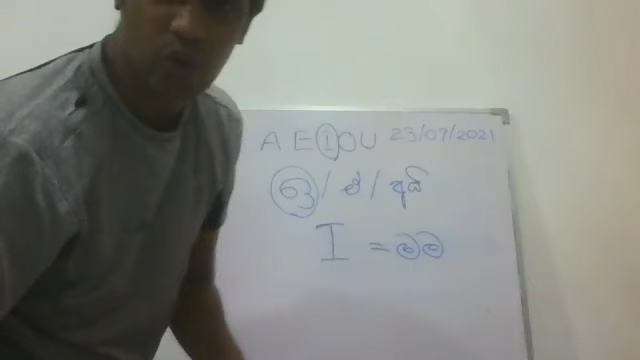 A E I O U 23/07/2021
ඉ / ඒ / අයි
I = මම